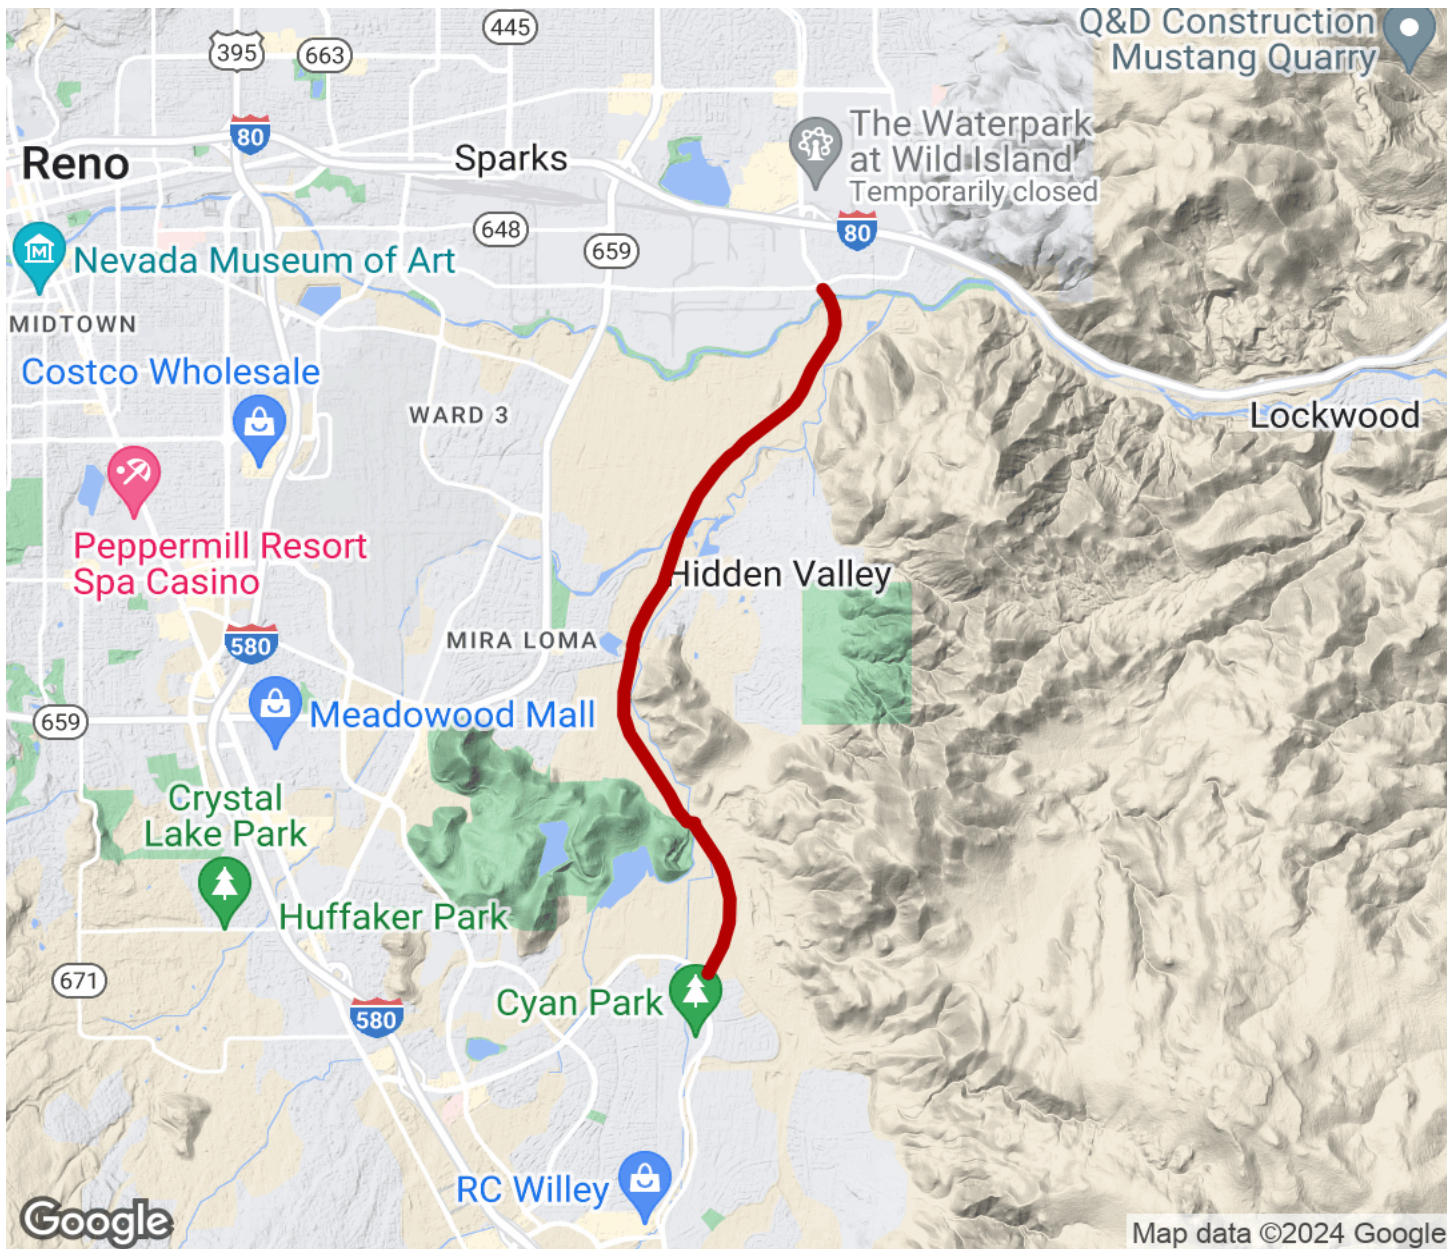 Q&D Construction
Mustang Quarry
445
395
663
80
Reno
Sparks
The Waterpark
at Wild Island
Temporarily closed
648
659
80
Nevada Museum of Art
MIDTOWN
Costco Wholesale
WARD 3
Lockwood
Peppermill Resort
Spa Casino
Hidden Valley
580
MIRA LOMA
659
Meadowood Mall
Crystal
Lake Park
Huffaker Park
671
Cyan Park
580
RC Willey
Google
Map data ©2024 Google